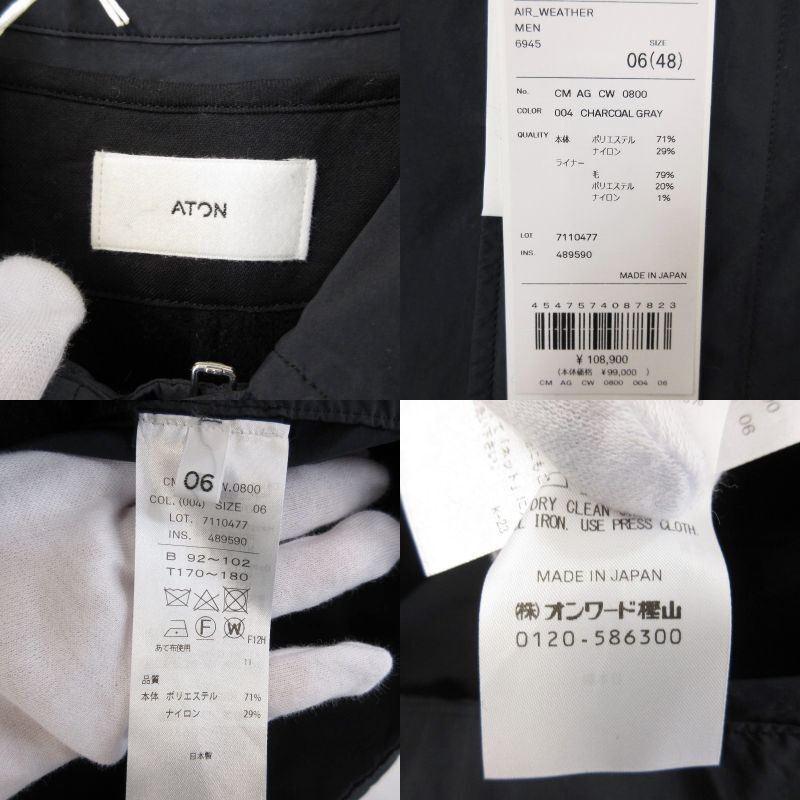 ATON
AIR_WEATHER
MEN
6945
SIZE
06(48)
No. CM AG CW 0800
COLOR 004 CHARCOAL GRAY
QUALITY 本体 ポリエステル 71%
ナイロン 29%
ライナー
毛 79%
ポリエステル 20%
ナイロン 1%
LOT 7110477
INS. 489590
MADE IN JAPAN
4547574087823
¥ 108,900
(本体価格 ¥99,000)
CM AG CW 0800 004 06
06
W.0800
COL.(004) SIZE 06
LOT. 7110477
INS. 489590
B 92〜102
T170〜180
F W
F12H
あて布使用
11
品質
本体 ポリエステル 71%
ナイロン 29%
日本製
06
K-23
DRY CLEAN
IRON. USE PRESS CLOTH.
MADE IN JAPAN
(株)オンワード樫山
0120-586300